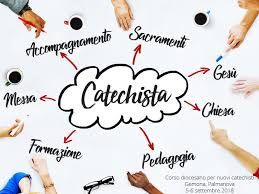 Accompagnamento
Sacramenti
Gesù
Messa
Catechista
Chiesa
Formazione
Pedagogia
Corso diocesano per nuovi catechisti
Gemona, Palmanova
5-6 settembre 2018